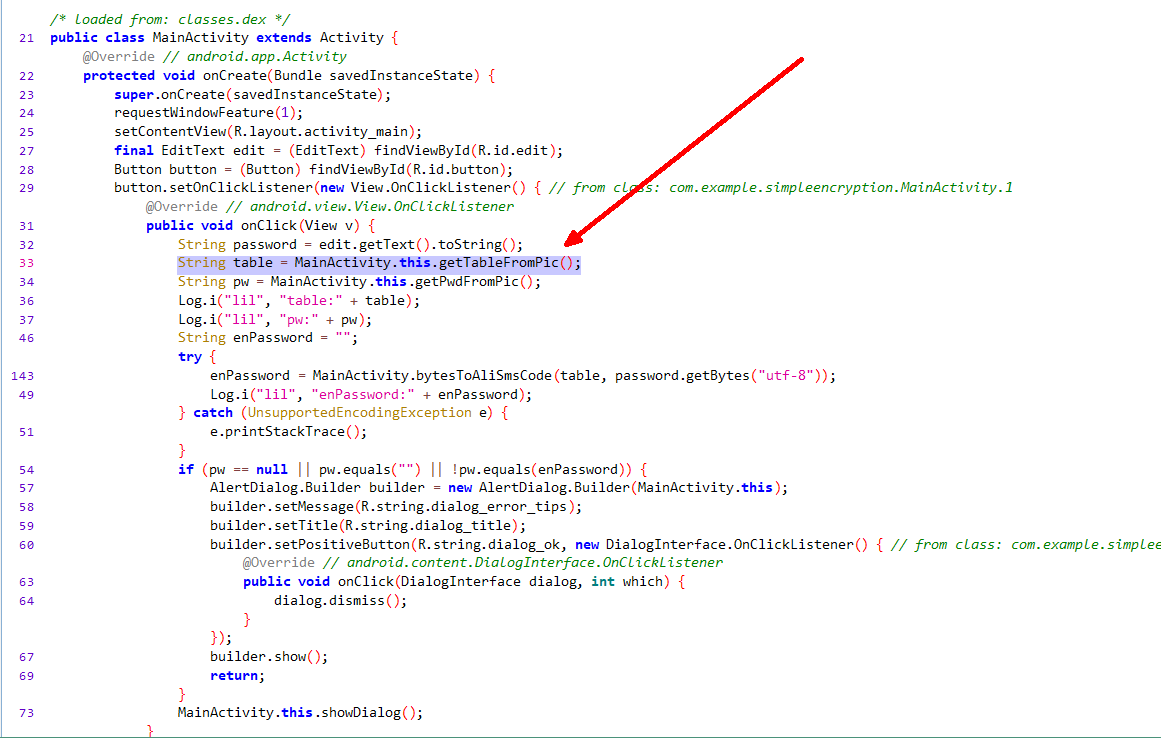 /* loaded from: classes.dex */
21 public class MainActivity extends Activity {
@Override // android.app.Activity
22 protected void onCreate(Bundle savedInstanceState) {
23 super.onCreate(savedInstanceState);
24 requestWindowFeature(1);
25 setContentView(R.layout.activity_main);
27 final EditText edit = (EditText) findViewById(R.id.edit);
28 Button button = (Button) findViewById(R.id.button);
29 button.setOnClickListener(new View.OnClickListener() { // from class: com.example.simpleencryption.MainActivity.1
@Override // android.view.View.OnClickListener
31 public void onClick(View v) {
32 String password = edit.getText().toString();
33 String table = MainActivity.this.getTableFromPic();
34 String pw = MainActivity.this.getPwdFromPic();
36 Log.i("lil", "table:" + table);
37 Log.i("lil", "pw:" + pw);
46 String enPassword = "";
try {
143 enPassword = MainActivity.bytesToAliSmsCode(table, password.getBytes("utf-8"));
49 Log.i("lil", "enPassword:" + enPassword);
} catch (UnsupportedEncodingException e) {
51 e.printStackTrace();
}
54 if (pw == null || pw.equals("") || !pw.equals(enPassword)) {
57 AlertDialog.Builder builder = new AlertDialog.Builder(MainActivity.this);
58 builder.setMessage(R.string.dialog_error_tips);
59 builder.setTitle(R.string.dialog_title);
60 builder.setPositiveButton(R.string.dialog_ok, new DialogInterface.OnClickListener() { // from class: com.example.simplee
@Override // android.content.DialogInterface.OnClickListener
63 public void onClick(DialogInterface dialog, int which) {
64 dialog.dismiss();
}
});
67 builder.show();
69 return;
}
73 MainActivity.this.showDialog();
}